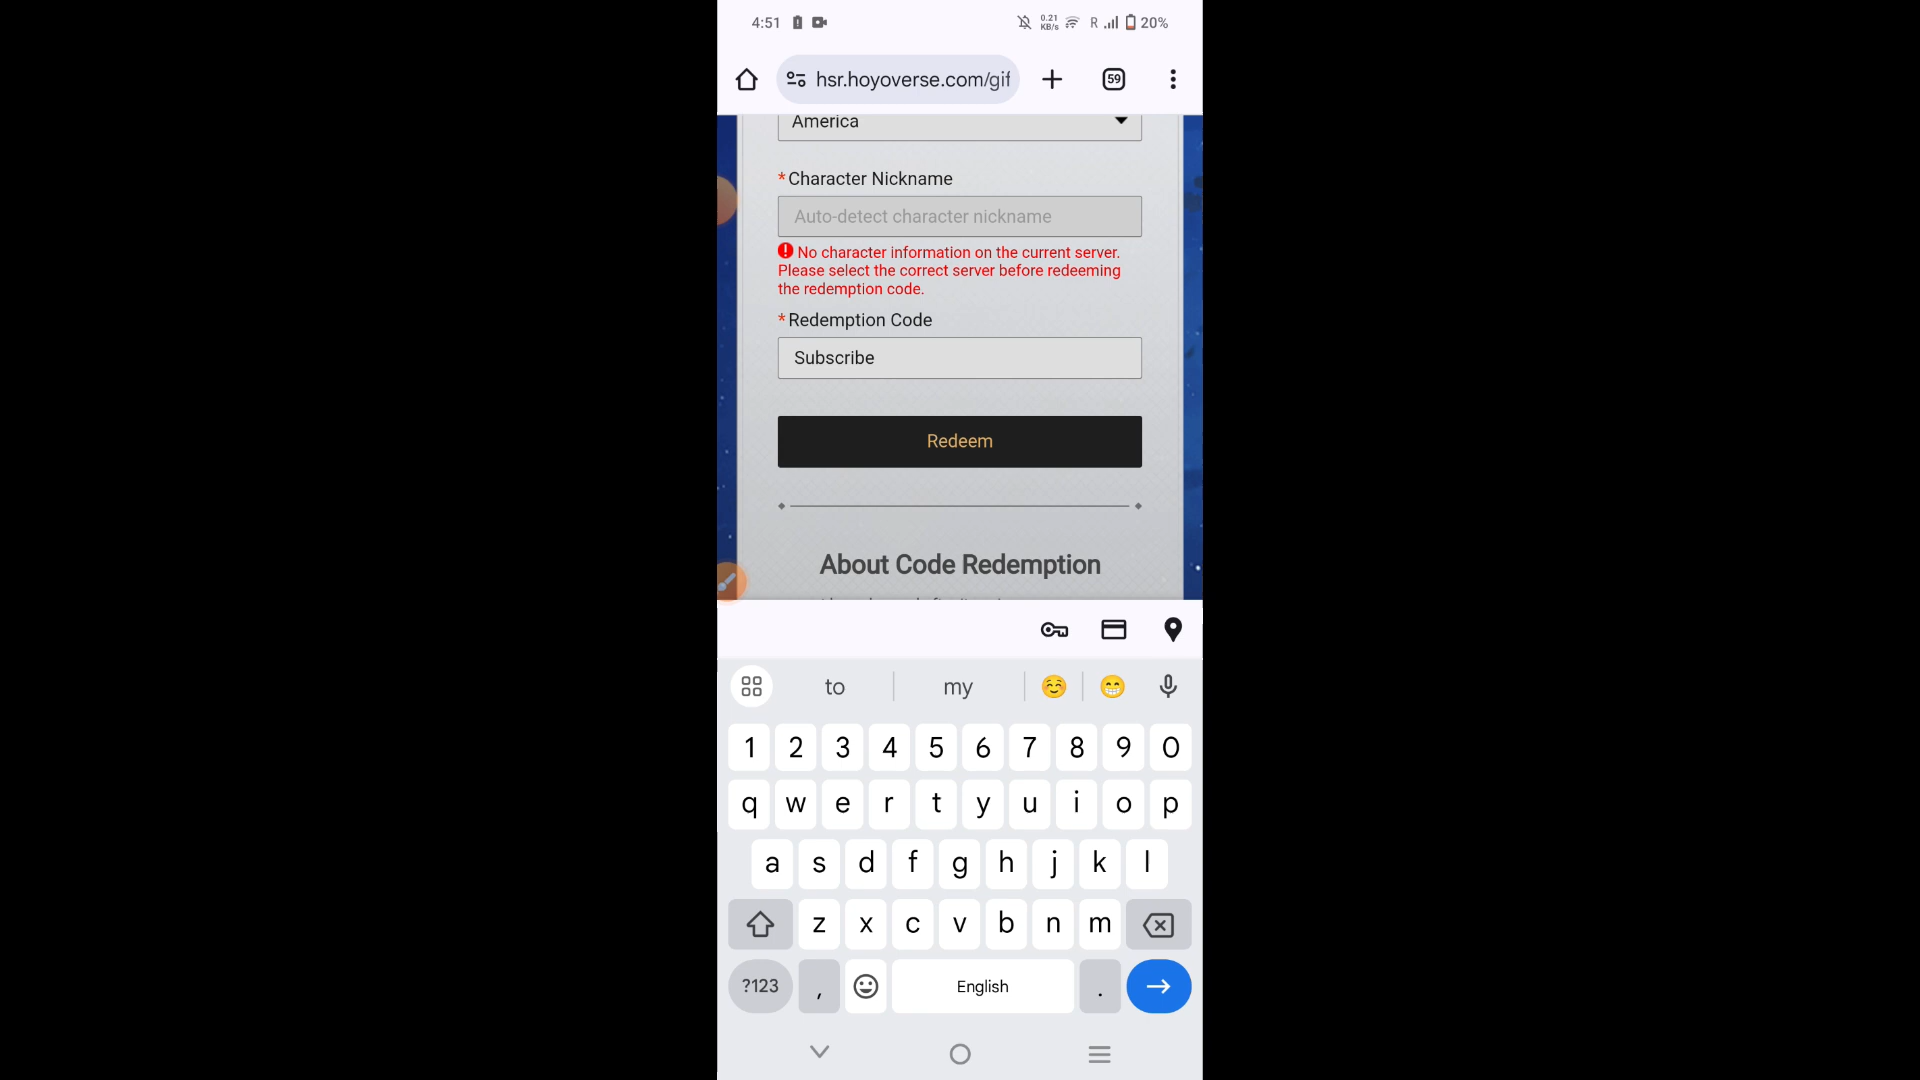 4:51 0.21 KB/s R 20%
hsr.hoyoverse.com/gif 59
America
*Character Nickname
Auto-detect character nickname
No character information on the current server.
Please select the correct server before redeeming
the redemption code.
*Redemption Code
Subscribe
Redeem
About Code Redemption
to my
1 2 3 4 5 6 7 8 9 0
q w e r t y u i o p
a s d f g h j k l
z x c v b n m
?123 , English .